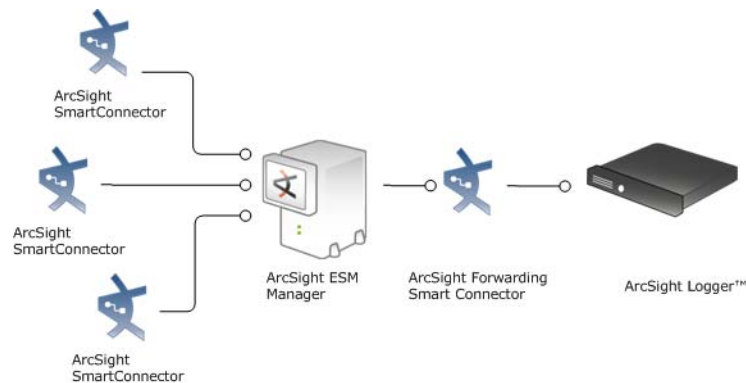 ArcSight
SmartConnector
ArcSight
SmartConnector
ArcSight
SmartConnector
ArcSight ESM
Manager
ArcSight Forwarding
Smart Connector
ArcSight Logger™